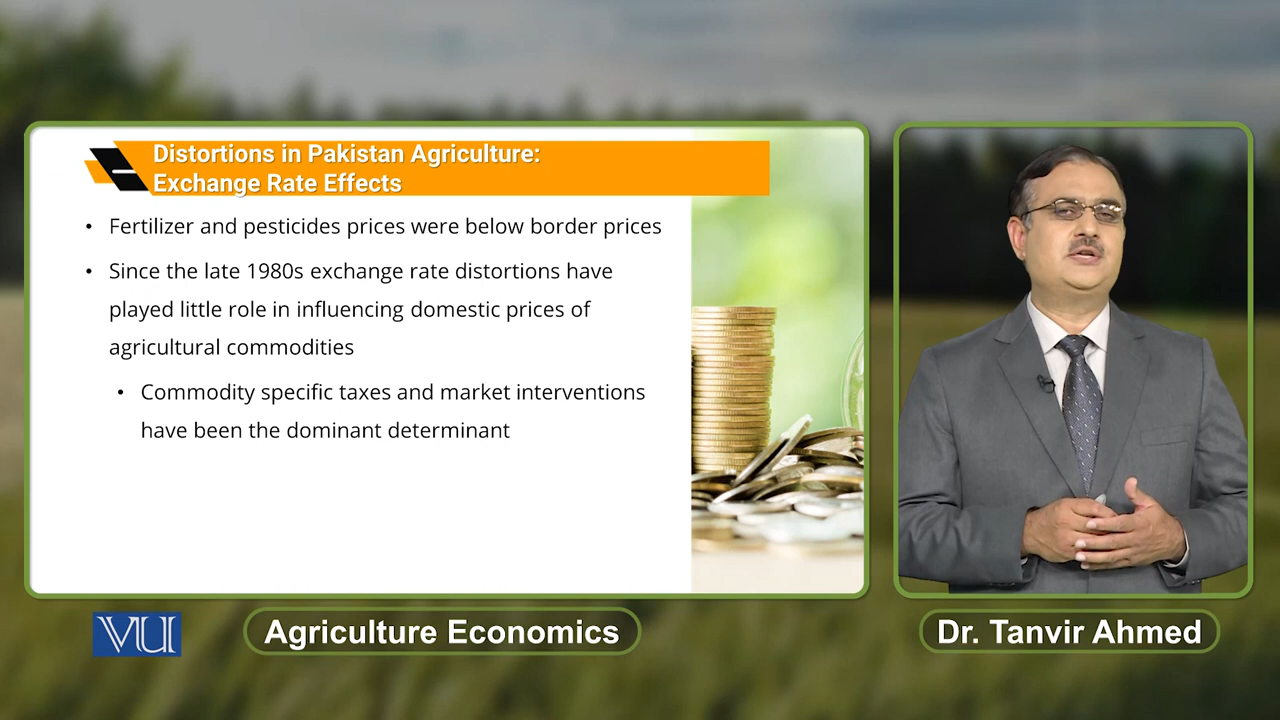 Distortions in Pakistan Agriculture:
Exchange Rate Effects
• Fertilizer and pesticides prices were below border prices
• Since the late 1980s exchange rate distortions have
played little role in influencing domestic prices of
agricultural commodities
• Commodity specific taxes and market interventions
have been the dominant determinant
VU
Agriculture Economics
Dr. Tanvir Ahmed